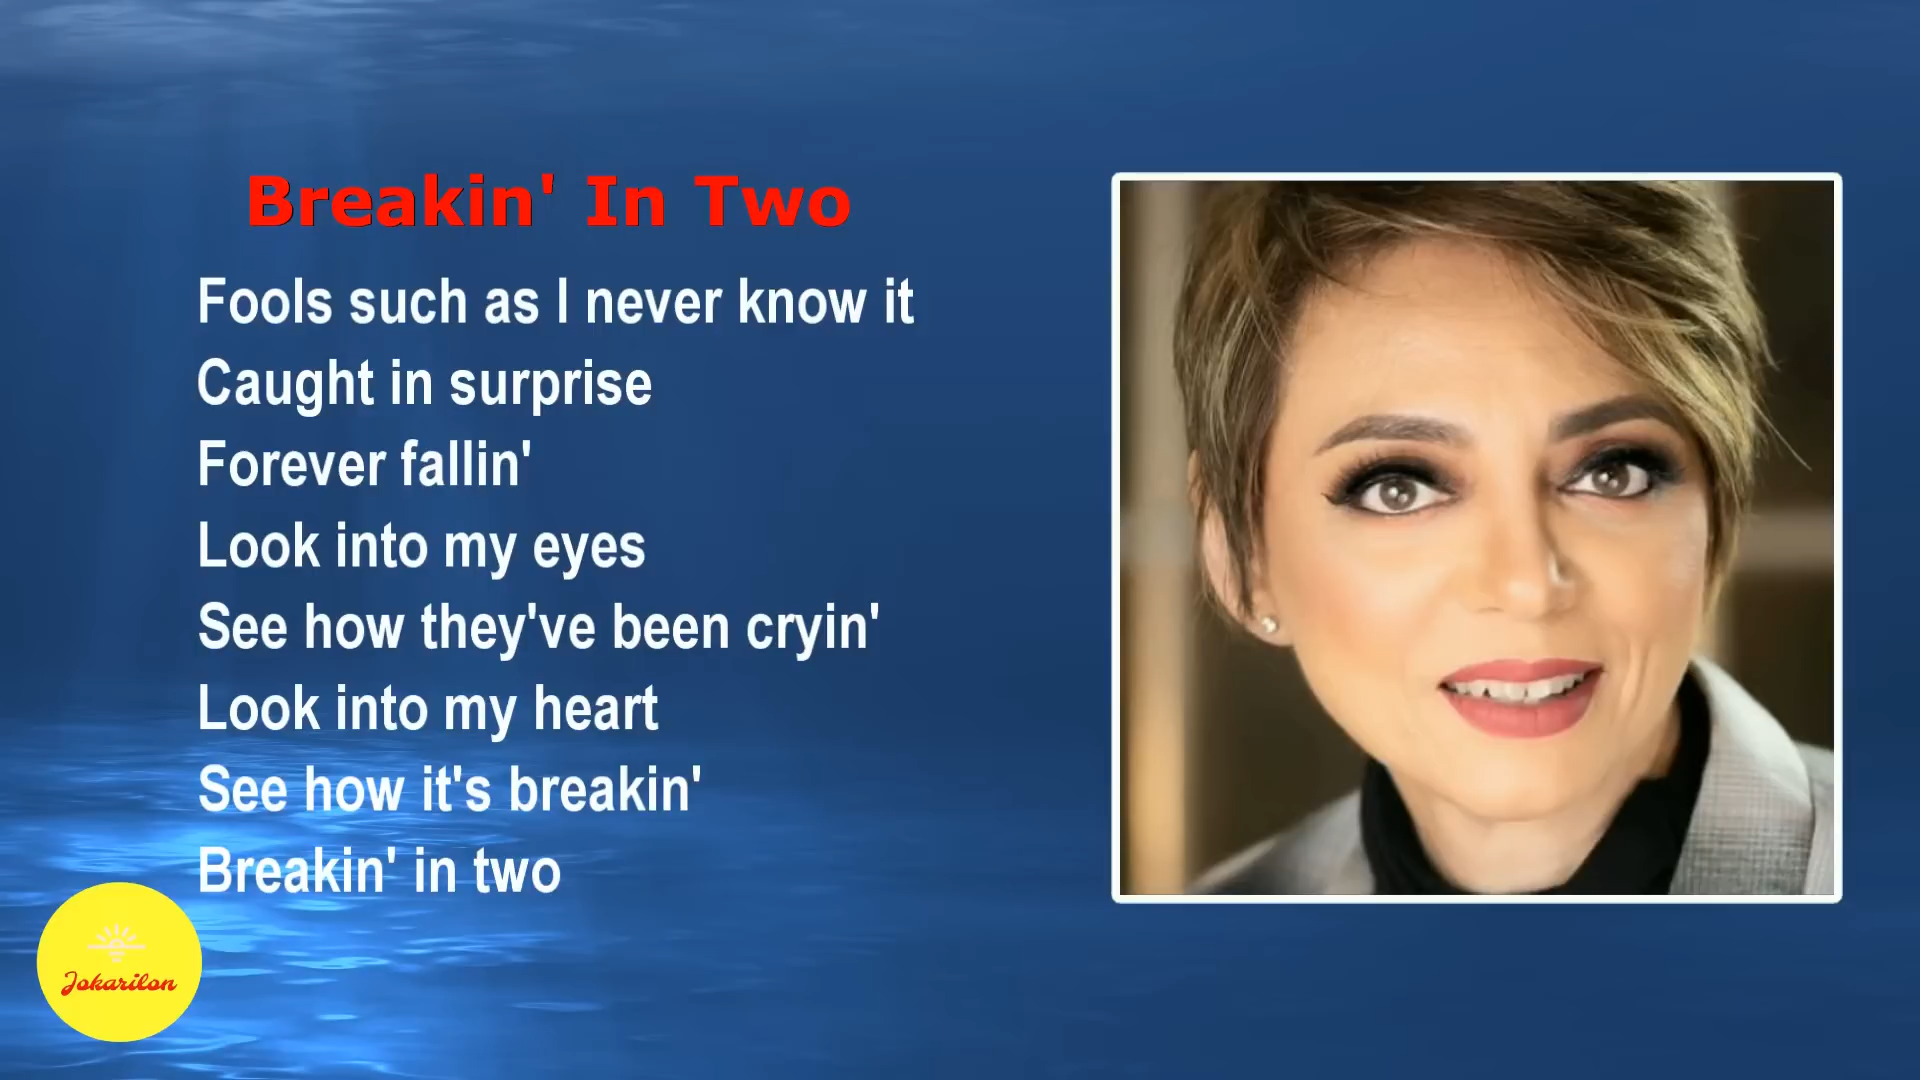 Breakin' In Two
Fools such as I never know it
Caught in surprise
Forever fallin'
Look into my eyes
See how they've been cryin'
Look into my heart
See how it's breakin'
Breakin' in two
Jokarilon